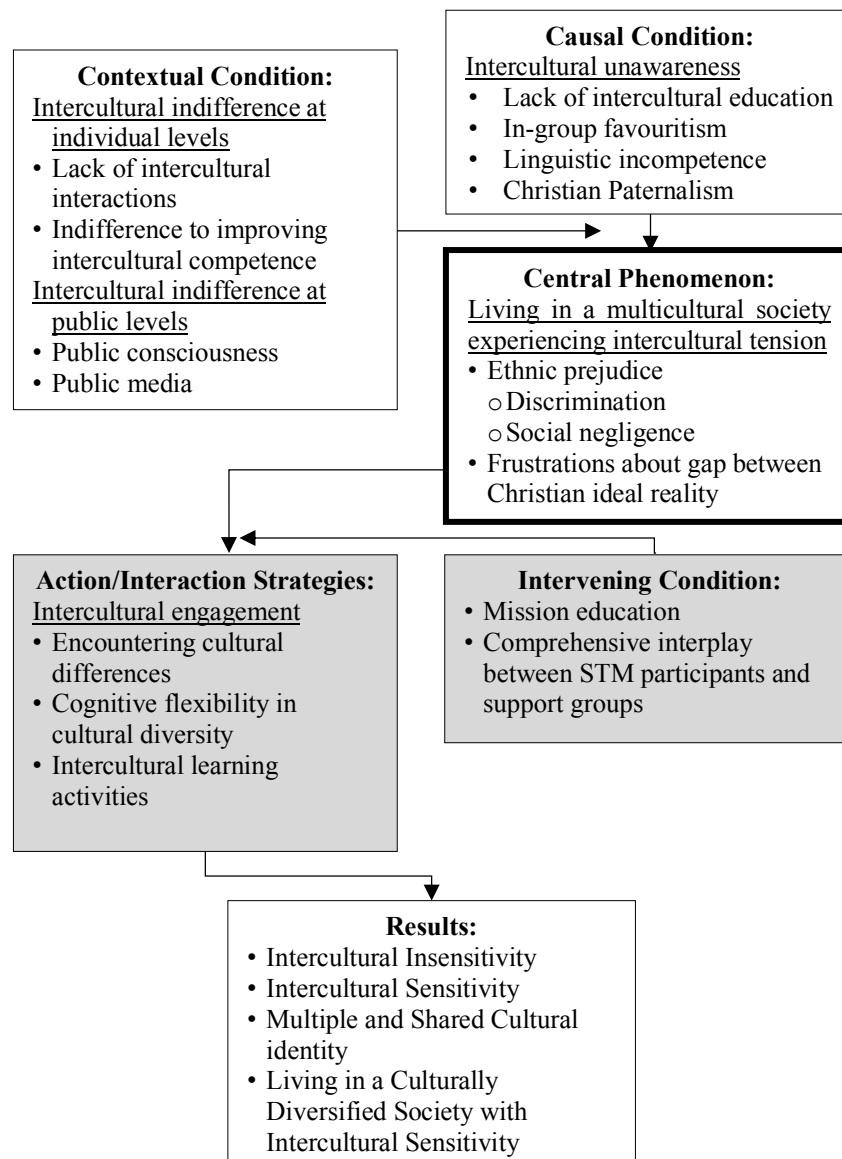 Contextual Condition:
Intercultural indifference at
individual levels
• Lack of intercultural
interactions
• Indifference to improving
intercultural competence
Intercultural indifference at
public levels
• Public consciousness
• Public media
Causal Condition:
Intercultural unawareness
• Lack of intercultural education
• In-group favouritism
• Linguistic incompetence
• Christian Paternalism
Central Phenomenon:
Living in a multicultural society
experiencing intercultural tension
• Ethnic prejudice
o Discrimination
o Social negligence
• Frustrations about gap between
Christian ideal reality
Action/Interaction Strategies:
Intercultural engagement
• Encountering cultural
differences
• Cognitive flexibility in
cultural diversity
• Intercultural learning
activities
Intervening Condition:
• Mission education
• Comprehensive interplay
between STM participants and
support groups
Results:
• Intercultural Insensitivity
• Intercultural Sensitivity
• Multiple and Shared Cultural
identity
• Living in a Culturally
Diversified Society with
Intercultural Sensitivity